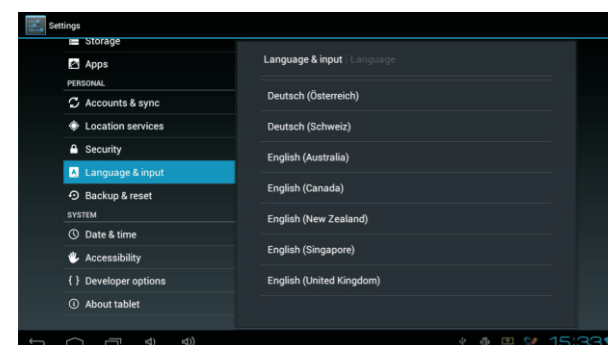 Settings
Storage
Apps
PERSONAL
Accounts & sync
Location services
Security
Language & input
Backup & reset
SYSTEM
Date & time
Accessibility
{ } Developer options
About tablet
Language & input Language
Deutsch (Österreich)
Deutsch (Schweiz)
English (Australia)
English (Canada)
English (New Zealand)
English (Singapore)
English (United Kingdom)
15:33